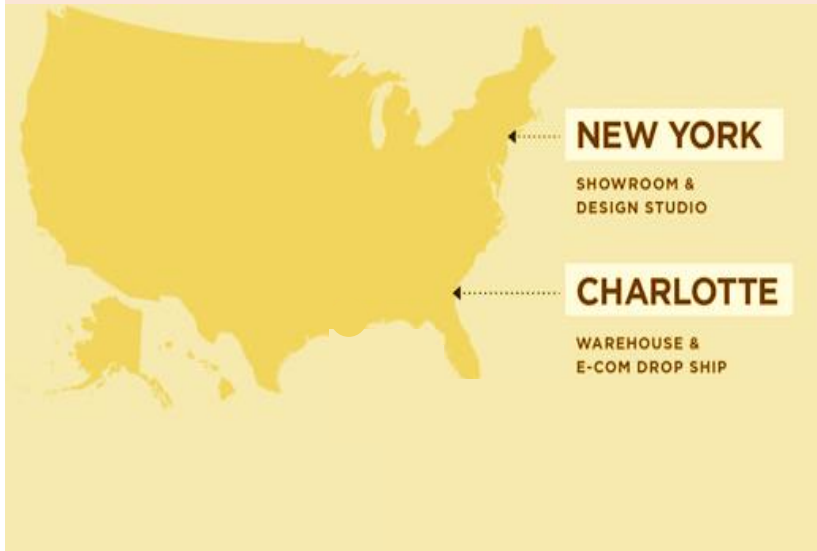 NEW YORK
SHOWROOM &
DESIGN STUDIO
CHARLOTTE
WAREHOUSE &
E-COM DROP SHIP